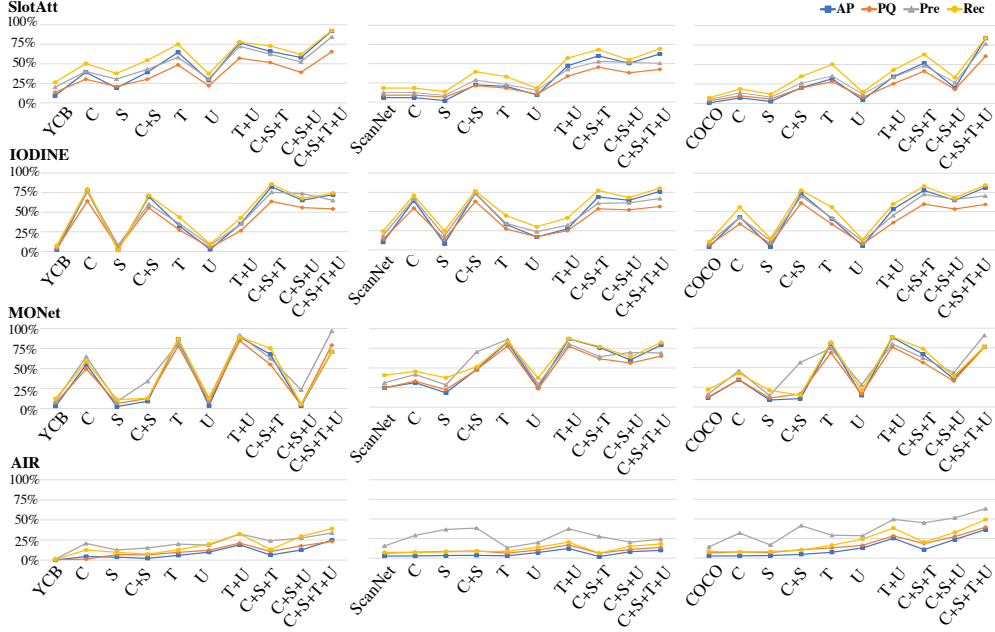 SlotAtt
AP PQ Pre Rec
100%
75%
50%
25%
0%
YCB C S C+S T U T+U C+S+T C+S+U C+S+T+U
ScanNet C S C+S T U T+U C+S+T C+S+U C+S+T+U
COCO C S C+S T U T+U C+S+T C+S+U C+S+T+U
IODINE
100%
75%
50%
25%
0%
YCB C S C+S T U T+U C+S+T C+S+U C+S+T+U
ScanNet C S C+S T U T+U C+S+T C+S+U C+S+T+U
COCO C S C+S T U T+U C+S+T C+S+U C+S+T+U
MONet
100%
75%
50%
25%
0%
YCB C S C+S T U T+U C+S+T C+S+U C+S+T+U
ScanNet C S C+S T U T+U C+S+T C+S+U C+S+T+U
COCO C S C+S T U T+U C+S+T C+S+U C+S+T+U
AIR
100%
75%
50%
25%
0%
YCB C S C+S T U T+U C+S+T C+S+U C+S+T+U
ScanNet C S C+S T U T+U C+S+T C+S+U C+S+T+U
COCO C S C+S T U T+U C+S+T C+S+U C+S+T+U